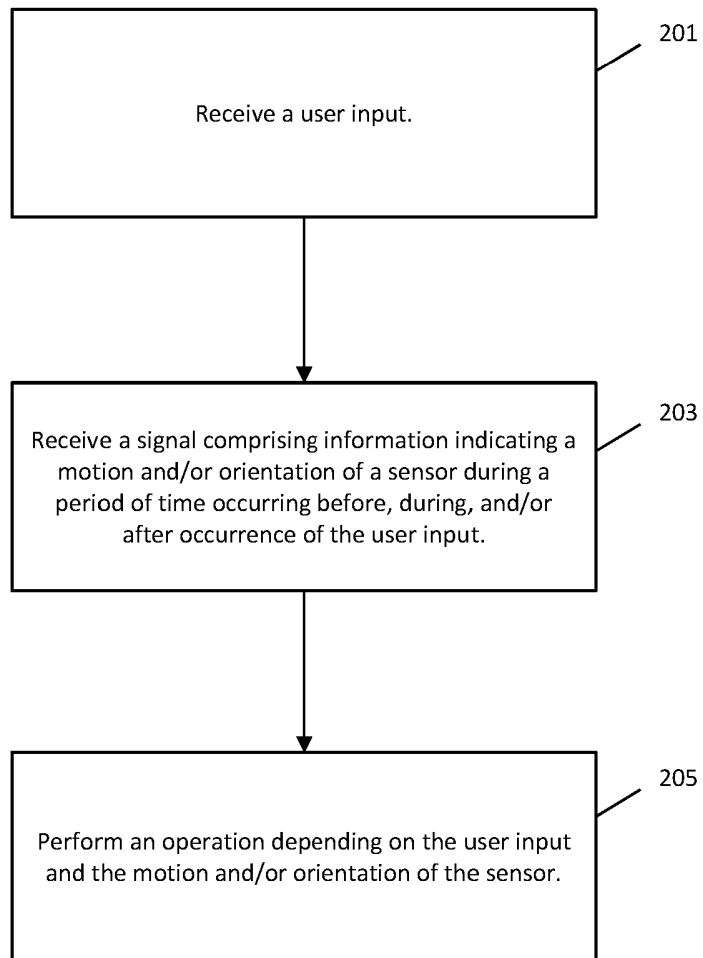 201
Receive a user input.
203
Receive a signal comprising information indicating a
motion and/or orientation of a sensor during a
period of time occurring before, during, and/or
after occurrence of the user input.
205
Perform an operation depending on the user input
and the motion and/or orientation of the sensor.